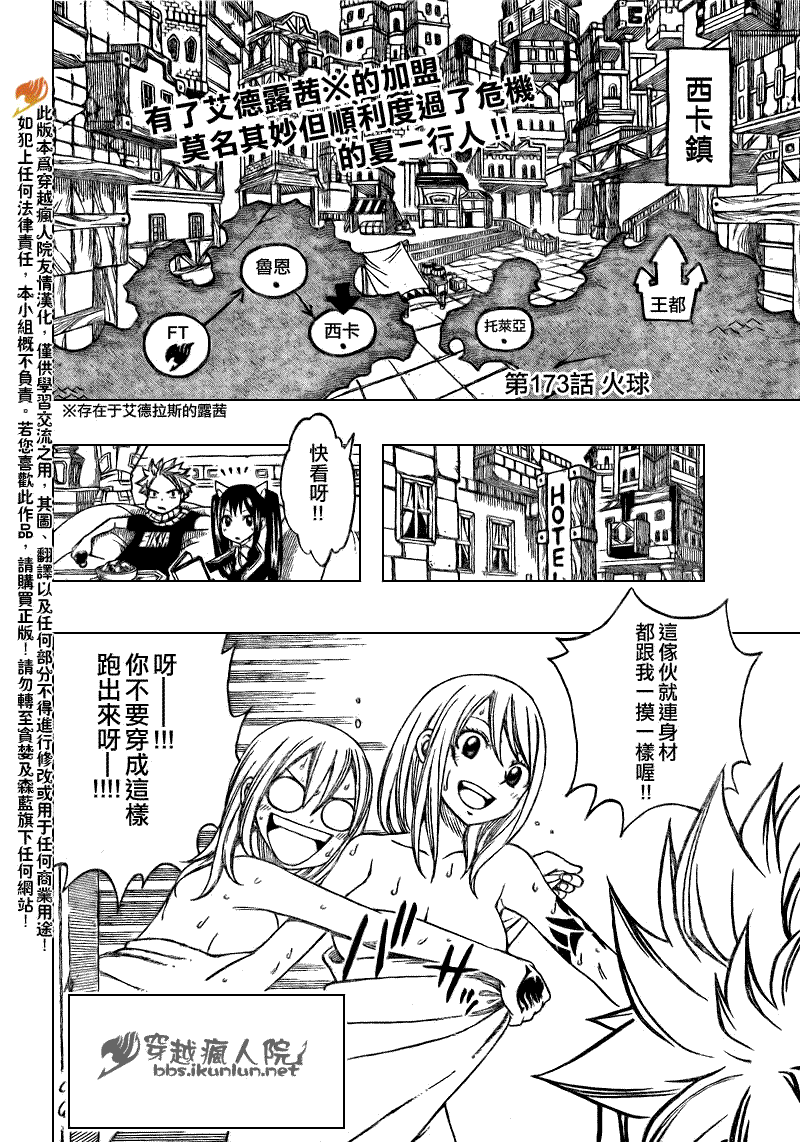 西卡鎮
有了艾德露茜※的加盟
莫名其妙但順利度過了危機
的夏一行人!!
魯恩
FT
西卡
托萊亞
王都
第173話 火球
※存在于艾德拉斯的露茜
HOTEL
快看呀!!
這傢伙就連身材
都跟我一摸一樣喔!!
呀──!!!
你不要穿成這樣
跑出來呀─!!!!
此版本爲穿越瘋人院友情漢化，僅供學習交流之用，其圖、翻譯以及任何部分不得進行修改或用于任何商業用途！
如犯上任何法律責任，本小組概不負責。若您喜歡此作品，請購買正版！請勿轉至貪婪及森藍旗下任何網站！
穿越瘋人院
bbs.ikunlun.net